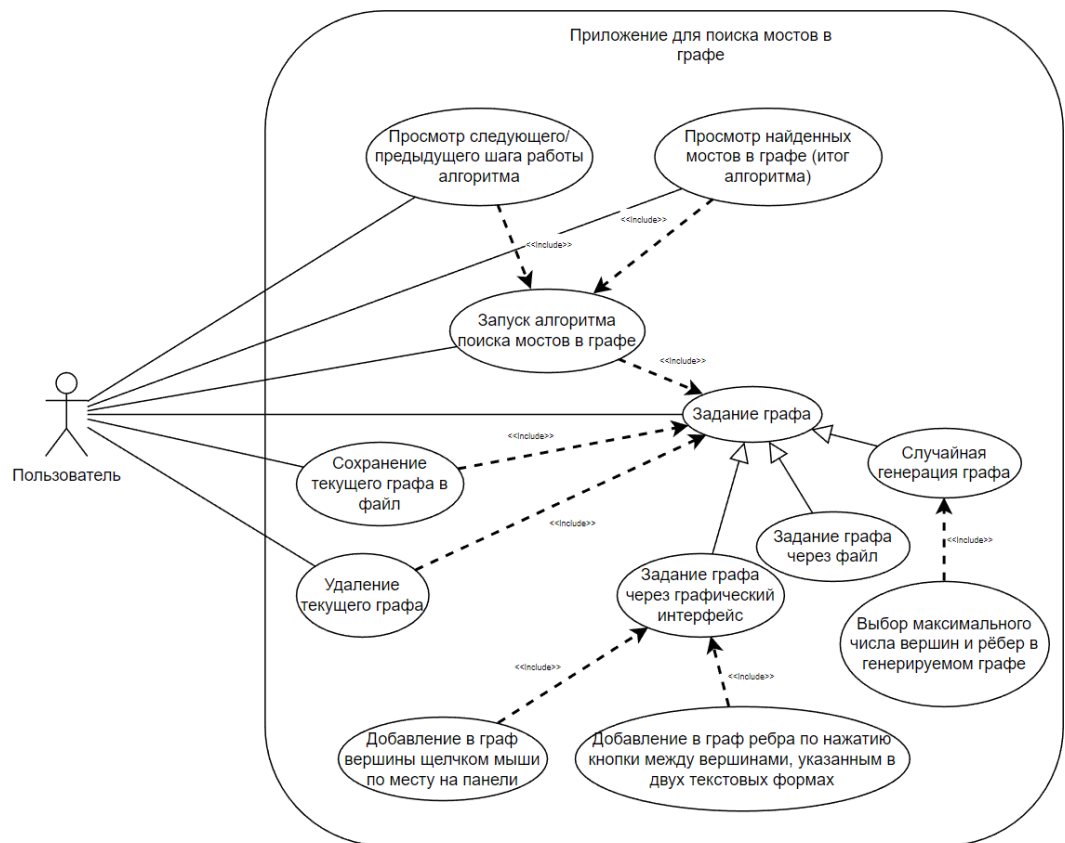 Приложение для поиска мостов в
графе
Просмотр следующего/
предыдущего шага работы
алгоритма
Просмотр найденных
мостов в графе (итог
алгоритма)
<<Include>>
<<Include>>
Запуск алгоритма
поиска мостов в графе
<<Include>>
Задание графа
Пользователь
<<Include>>
Сохранение
текущего графа в
файл
Случайная
генерация графа
<<Include>>
Задание графа
через файл
<<Include>>
Удаление
текущего графа
Задание графа
через графический
интерфейс
Выбор максимального
числа вершин и рёбер в
генерируемом графе
<<Include>>
<<Include>>
Добавление в граф
вершины щелчком мыши
по месту на панели
Добавление в граф ребра по нажатию
кнопки между вершинами, указанным в
двух текстовых формах